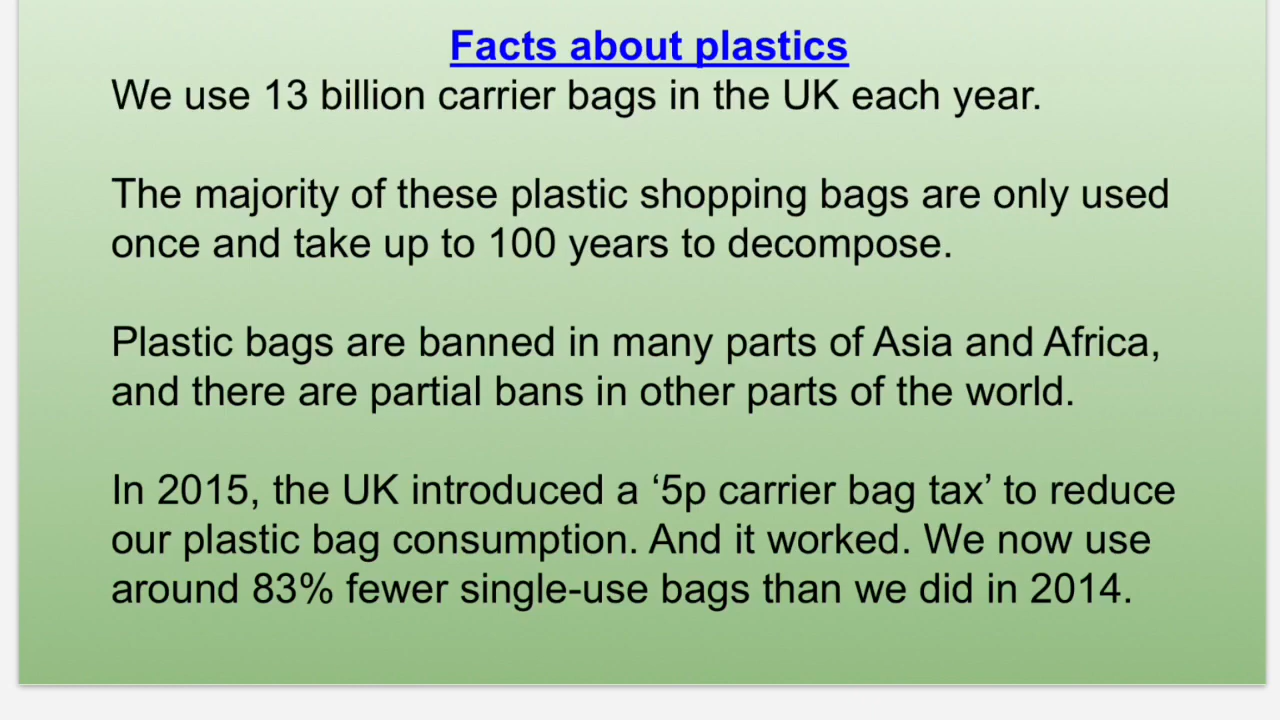 Facts about plastics
We use 13 billion carrier bags in the UK each year.
The majority of these plastic shopping bags are only used
once and take up to 100 years to decompose.
Plastic bags are banned in many parts of Asia and Africa,
and there are partial bans in other parts of the world.
In 2015, the UK introduced a ‘5p carrier bag tax’ to reduce
our plastic bag consumption. And it worked. We now use
around 83% fewer single-use bags than we did in 2014.